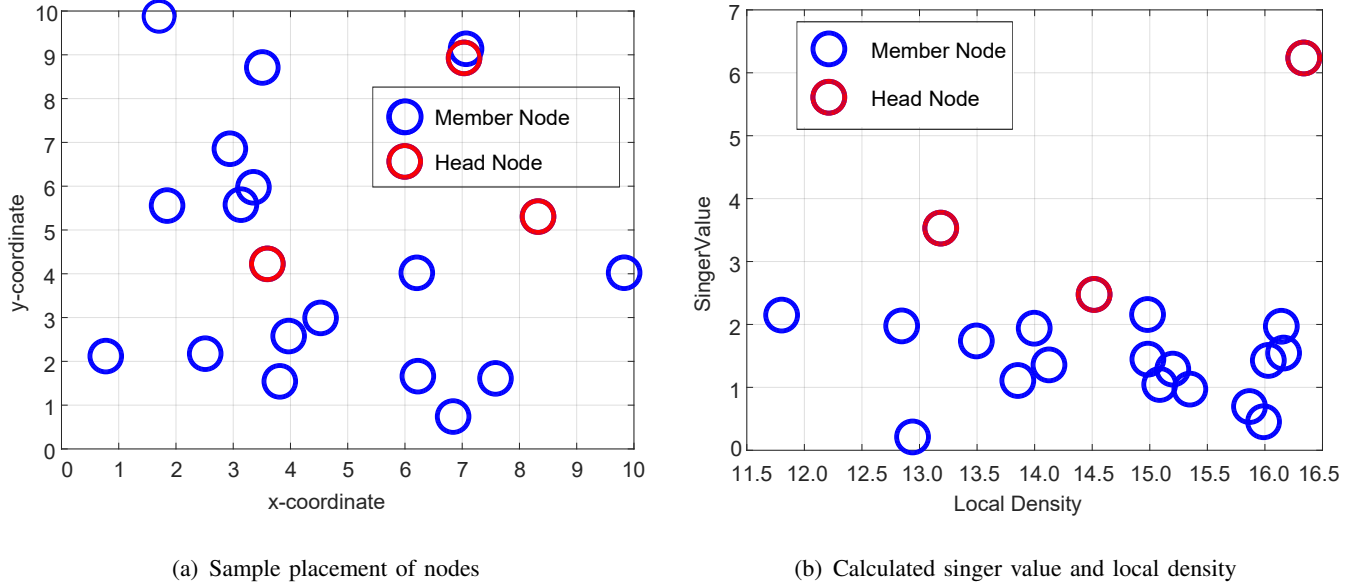 10
9
8
7
6
5
4
3
2
1
0
y-coordinate
Member Node
Head Node
0 1 2 3 4 5 6 7 8 9 10
x-coordinate
(a) Sample placement of nodes
7
6
5
4
3
2
1
0
SingerValue
Member Node
Head Node
11.5 12.0 12.5 13.0 13.5 14.0 14.5 15.0 15.5 16.0 16.5
Local Density
(b) Calculated singer value and local density